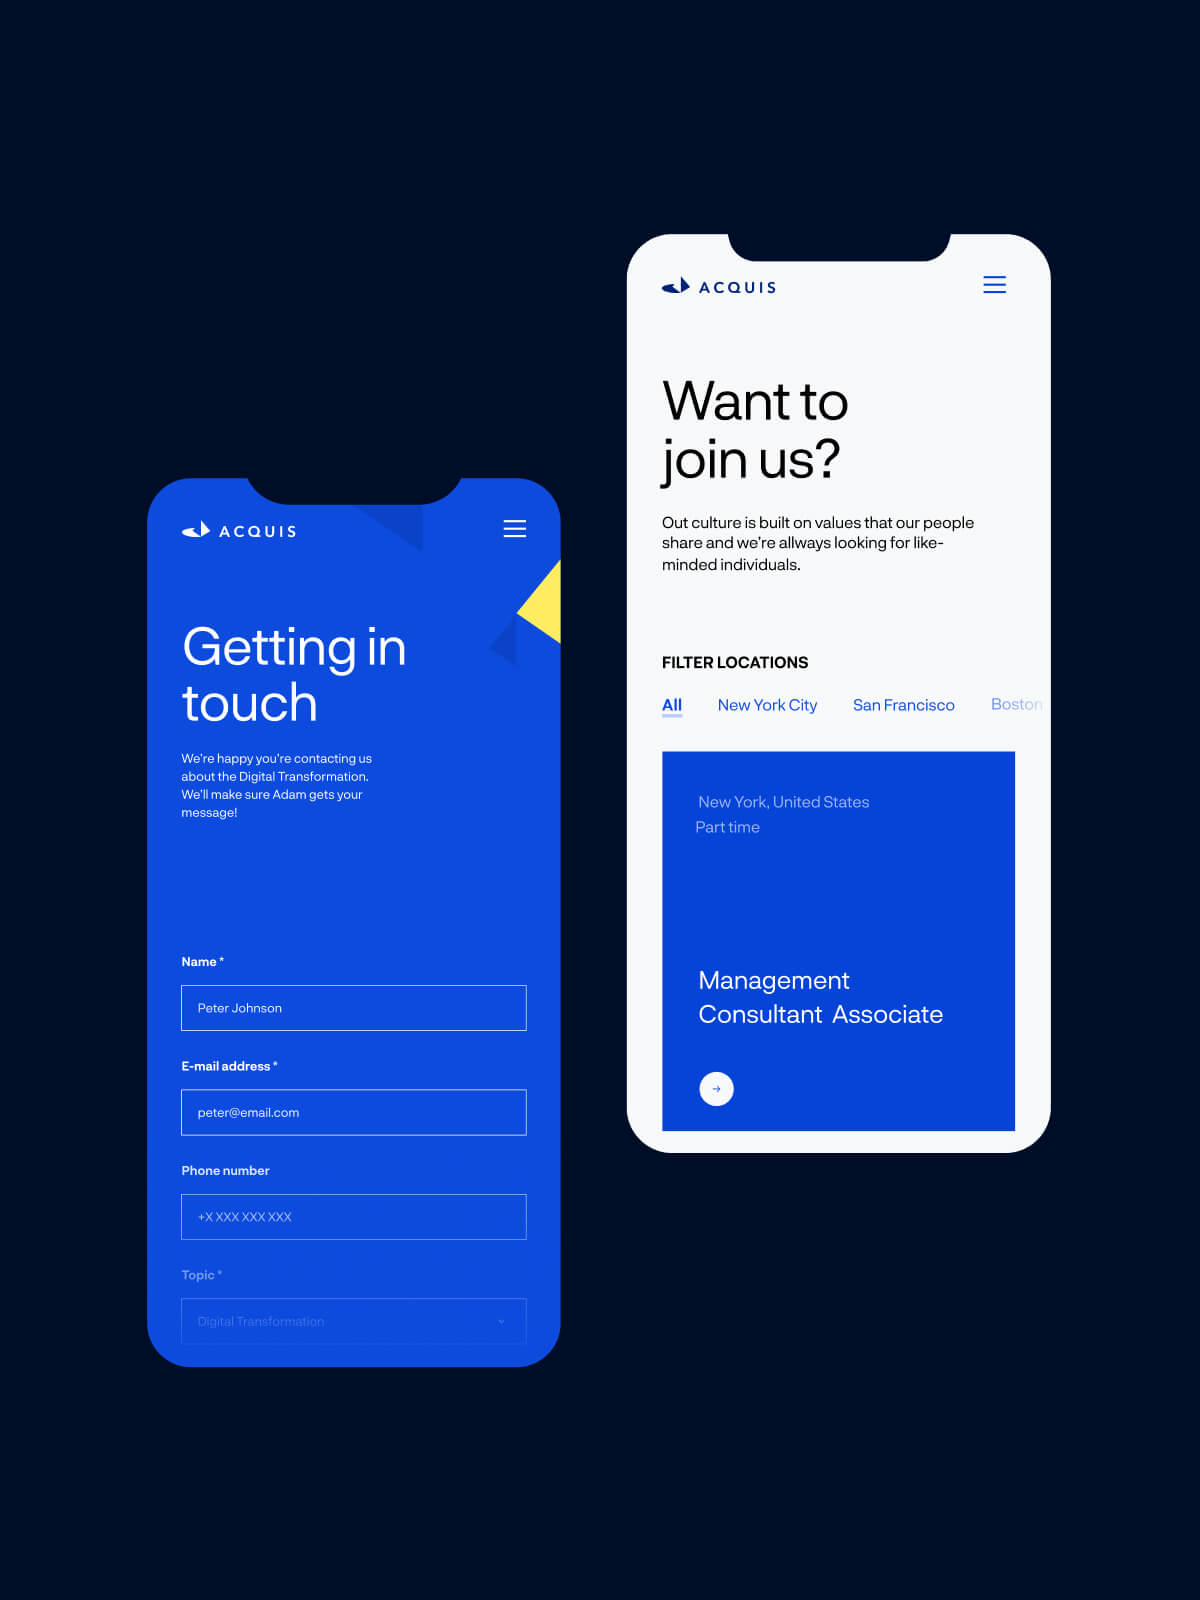 ACQUIS
Getting in
touch
We're happy you're contacting us
about the Digital Transformation.
We'll make sure Adam gets your
message!
Name *
Peter Johnson
E-mail address *
peter@email.com
Phone number
+X XXX XXX XXX
Topic *
Digital Transformation
ACQUIS
Want to
join us?
Out culture is built on values that our people
share and we're allways looking for like-
minded individuals.
FILTER LOCATIONS
All New York City San Francisco Boston
New York, United States
Part time
Management
Consultant Associate